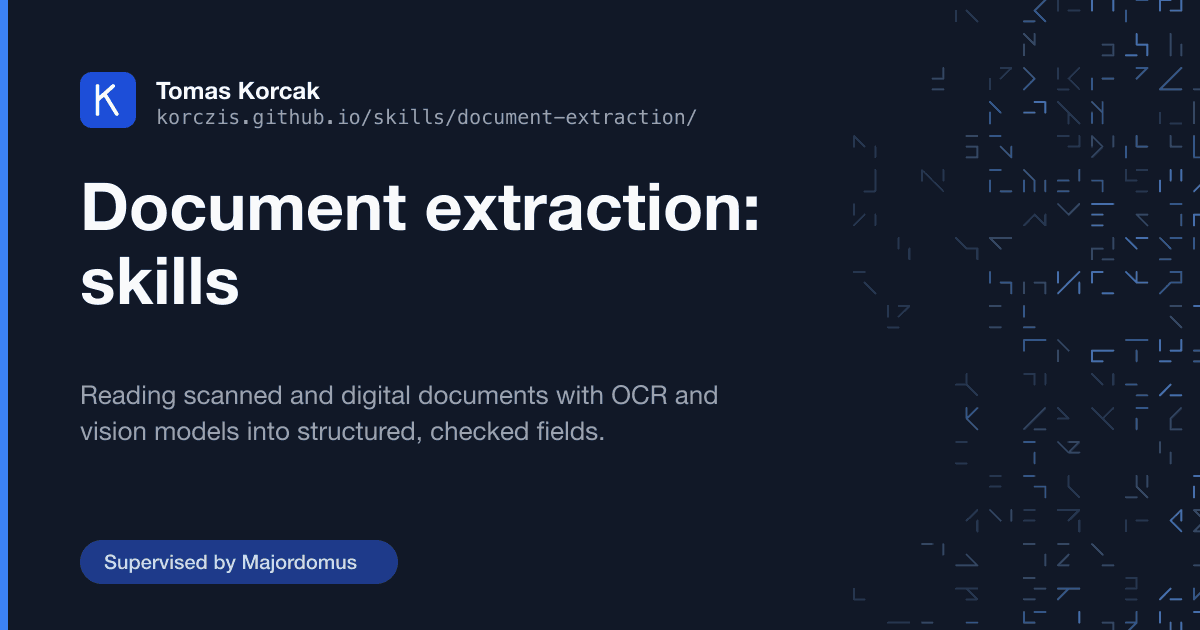 K
Tomas Korcak
korczis.github.io/skills/document-extraction/
Document extraction:
skills
Reading scanned and digital documents with OCR and
vision models into structured, checked fields.
Supervised by Majordomus